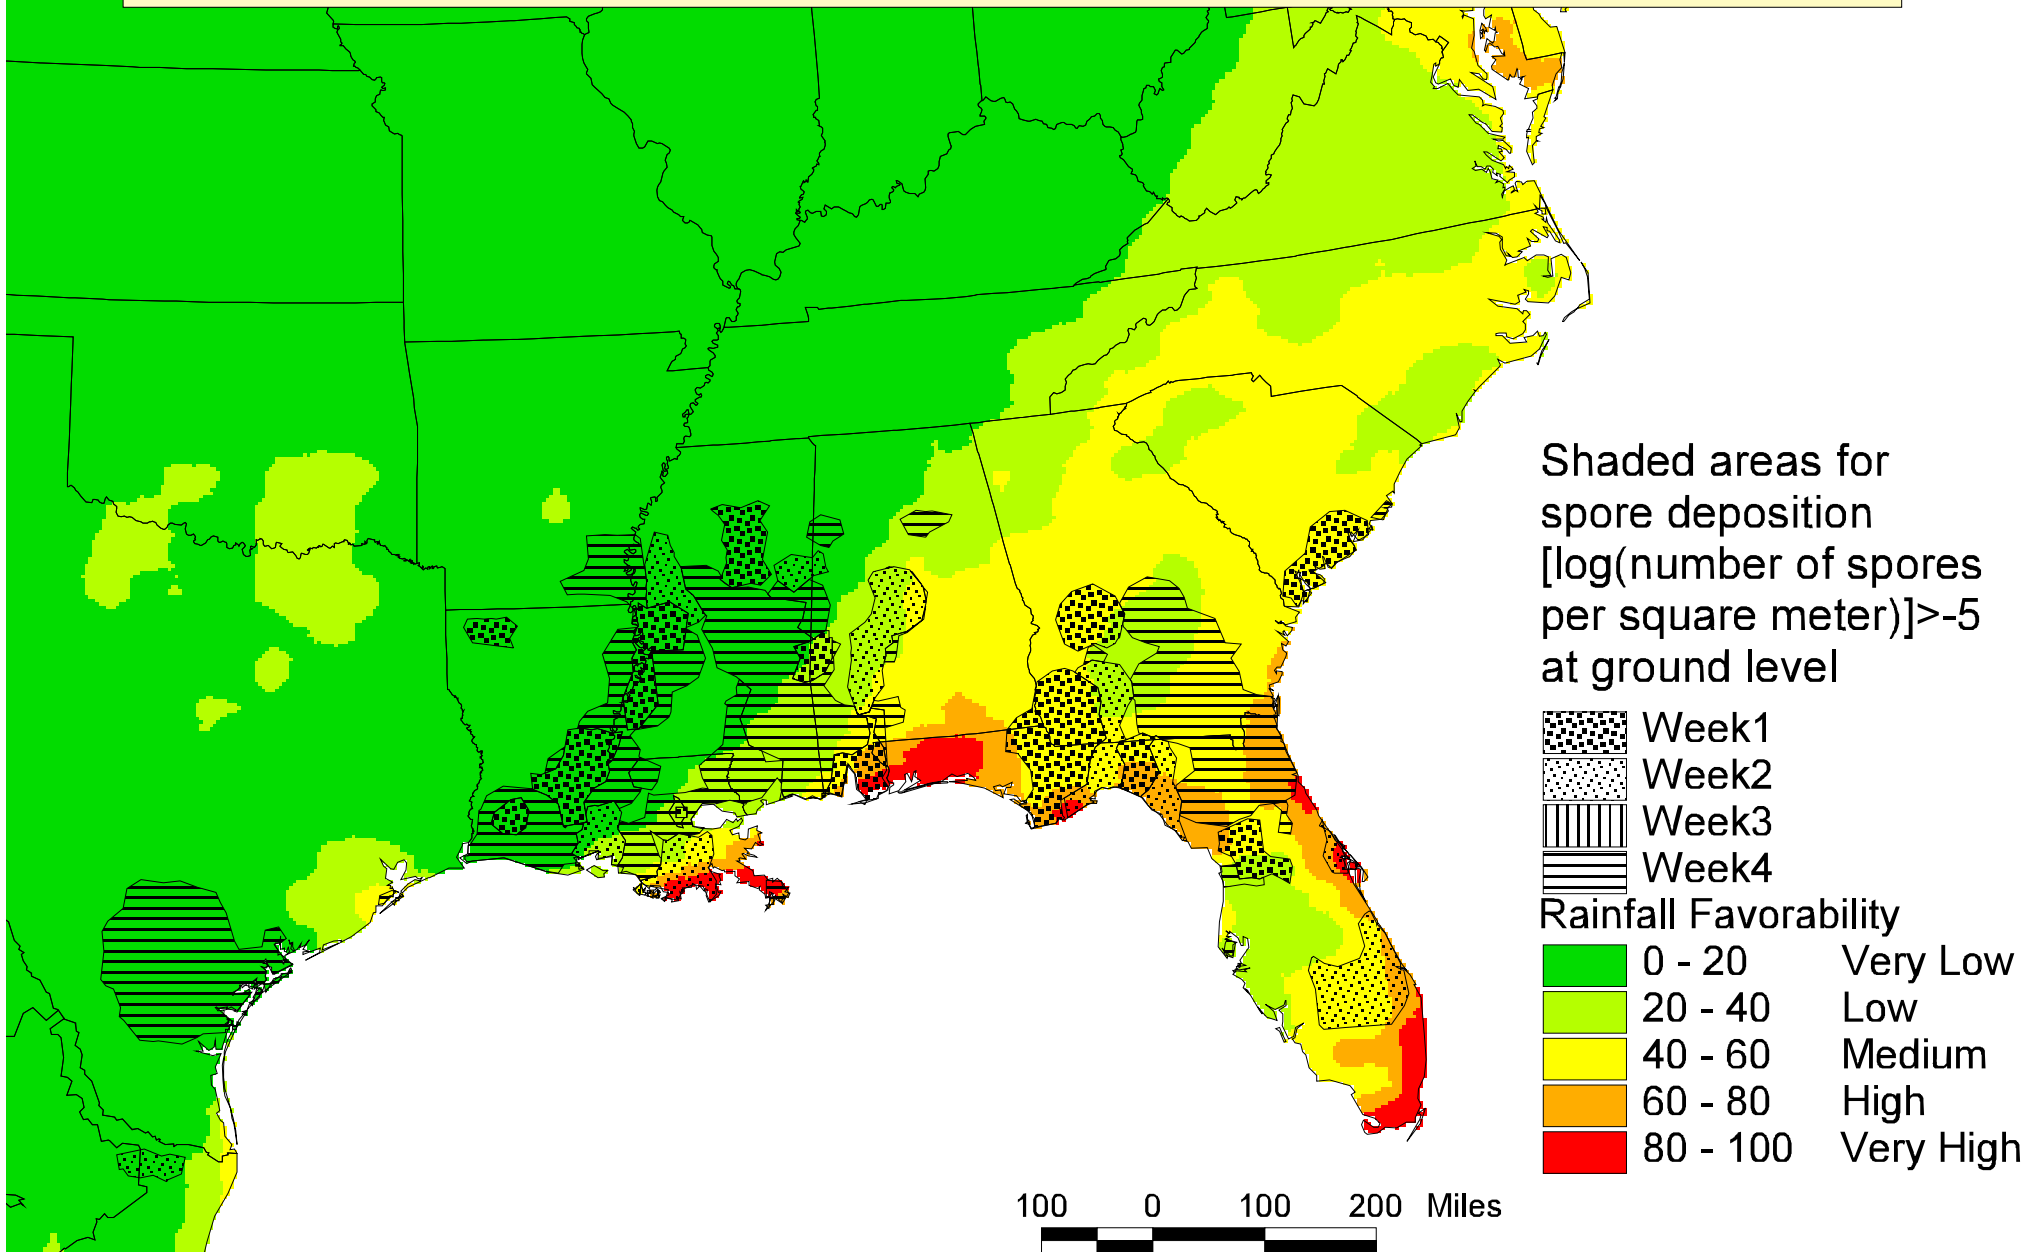 Shaded areas for
spore deposition
[log(number of spores
per square meter)]>-5
at ground level
Week1
Week2
Week3
Week4
Rainfall Favorability
0 - 20 Very Low
20 - 40 Low
40 - 60 Medium
60 - 80 High
80 - 100 Very High
100 0 100 200 Miles